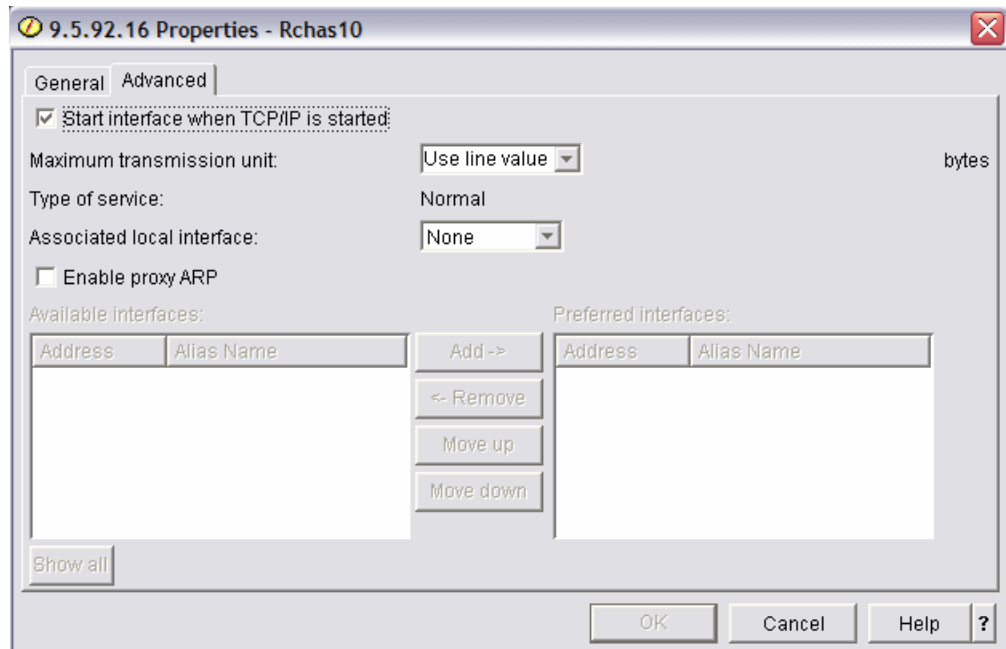 9.5.92.16 Properties - Rchas10
General Advanced
Start interface when TCP/IP is started
Maximum transmission unit: Use line value bytes
Type of service: Normal
Associated local interface: None
Enable proxy ARP
Available interfaces: Preferred interfaces:
Address Alias Name Add -> Address Alias Name
<- Remove
Move up
Move down
Show all
OK Cancel Help ?